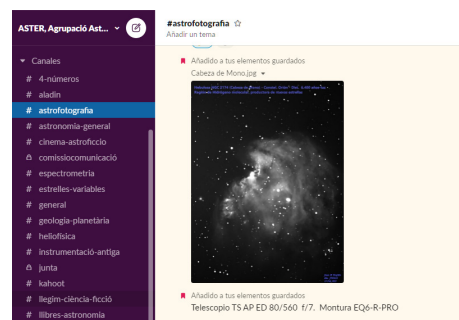 ASTER, Agrupació Ast...
Canales
# 4-números
# aladin
# astrofotografia
# astronomia-general
# cinema-astroficcio
comissiocomunicació
# espectrometria
# estrelles-variables
# general
# geologia-planetària
# heliofísica
# instrumentació-antiga
junta
# kahoot
# llegim-ciència-ficció
# llibres-astronomia
#astrofotografia
Añadir un tema
Añadido a tus elementos guardados
Cabeza de Mono.jpg
Añadido a tus elementos guardados
Telescopio TS AP ED 80/560 f/7. Montura EQ6-R-PRO